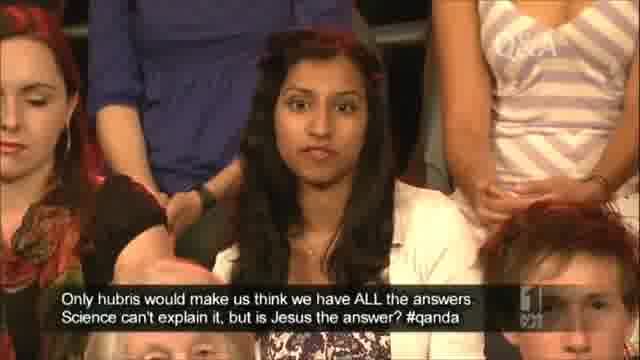 Q&A
Only hubris would make us think we have ALL the answers.
Science can't explain it, but is Jesus the answer? #qanda